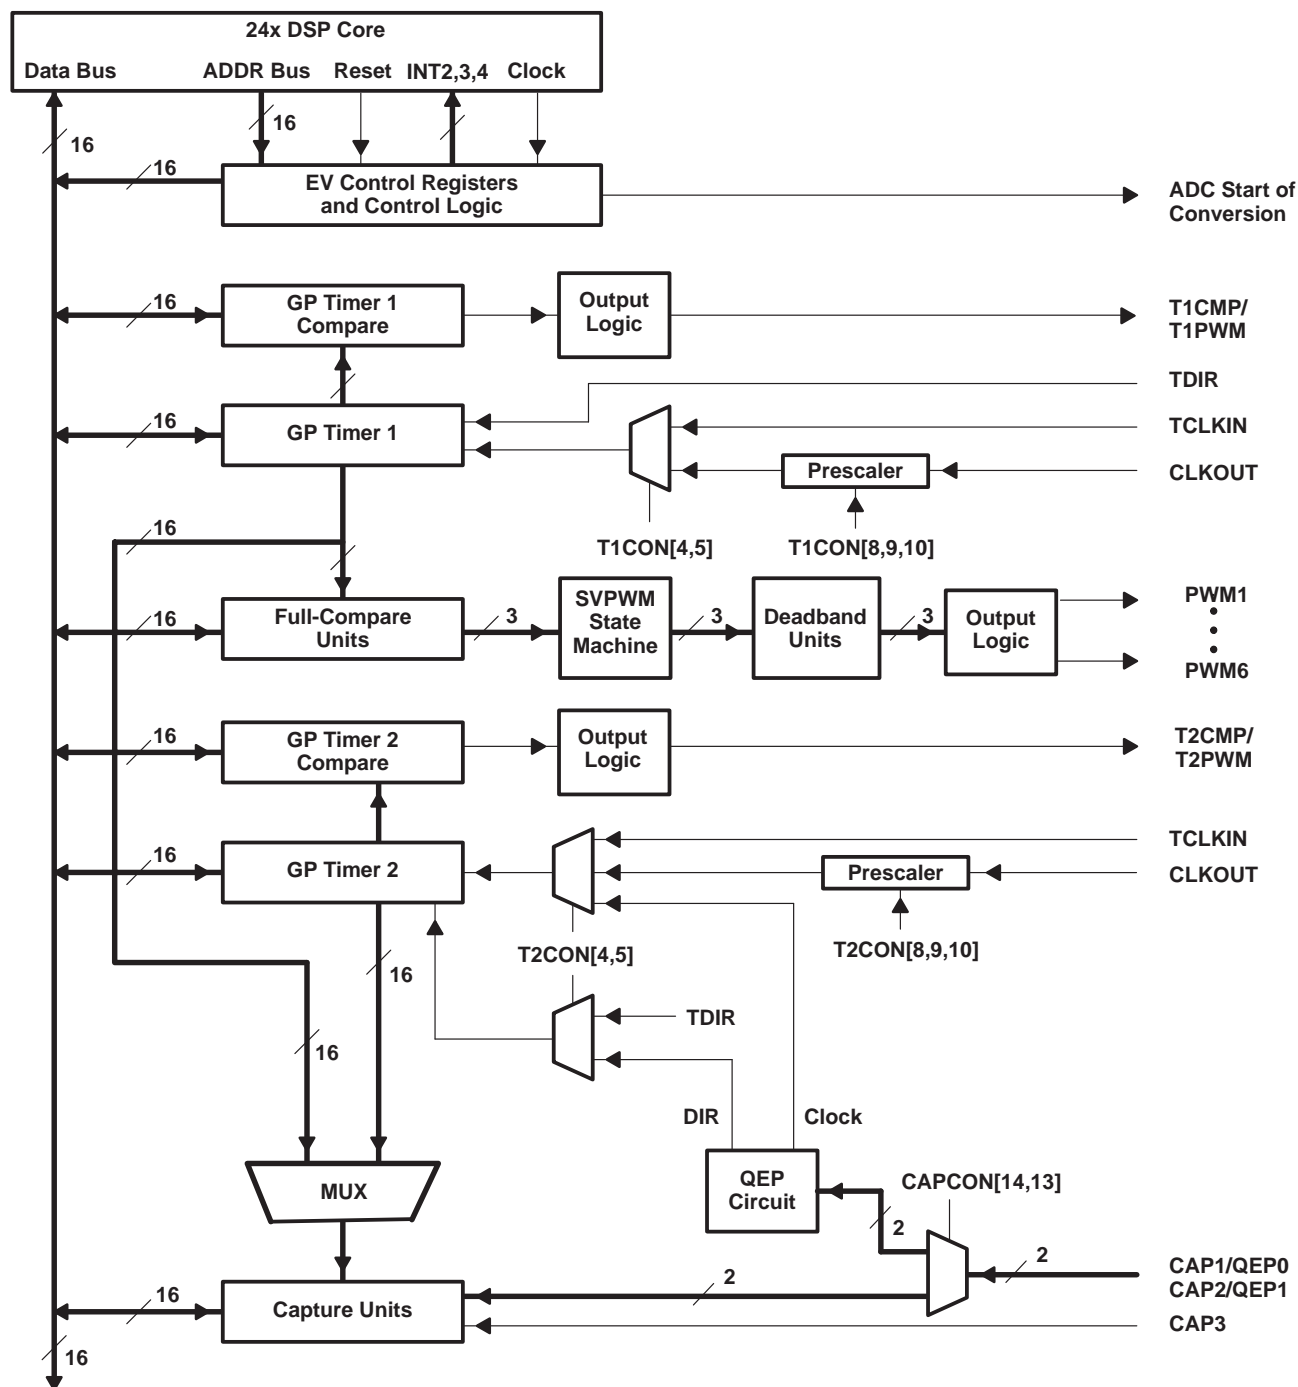 24x DSP Core
Data Bus
ADDR Bus
Reset
INT2,3,4
Clock
16
16
16
EV Control Registers
and Control Logic
ADC Start of
Conversion
16
GP Timer 1
Compare
Output
Logic
T1CMP/
T1PWM
TDIR
16
GP Timer 1
TCLKIN
Prescaler
CLKOUT
16
T1CON[4,5]
T1CON[8,9,10]
16
Full-Compare
Units
3
SVPWM
State
Machine
3
Deadband
Units
3
Output
Logic
PWM1
PWM6
16
GP Timer 2
Compare
Output
Logic
T2CMP/
T2PWM
TCLKIN
16
GP Timer 2
Prescaler
CLKOUT
T2CON[4,5]
T2CON[8,9,10]
16
TDIR
16
DIR
Clock
MUX
QEP
Circuit
CAPCON[14,13]
2
2
CAP1/QEP0
CAP2/QEP1
2
16
Capture Units
CAP3
16